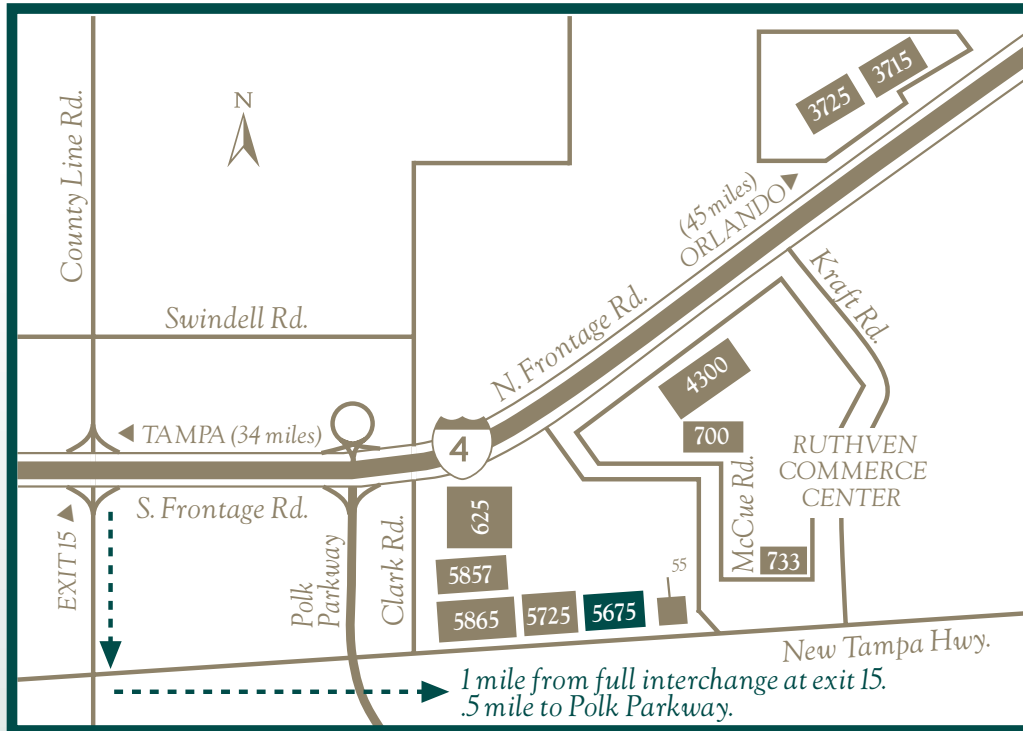 N
County Line Rd.
3715
3725
(45 miles)
ORLANDO
Kraft Rd.
Swindell Rd.
N. Frontage Rd.
4300
TAMPA (34 miles)
4
700
RUTHVEN
COMMERCE
CENTER
McCue Rd.
S. Frontage Rd.
EXIT 15
Polk
Parkway
Clark Rd.
625
5857
733
55
5865
5725
5675
New Tampa Hwy.
1 mile from full interchange at exit 15.
.5 mile to Polk Parkway.